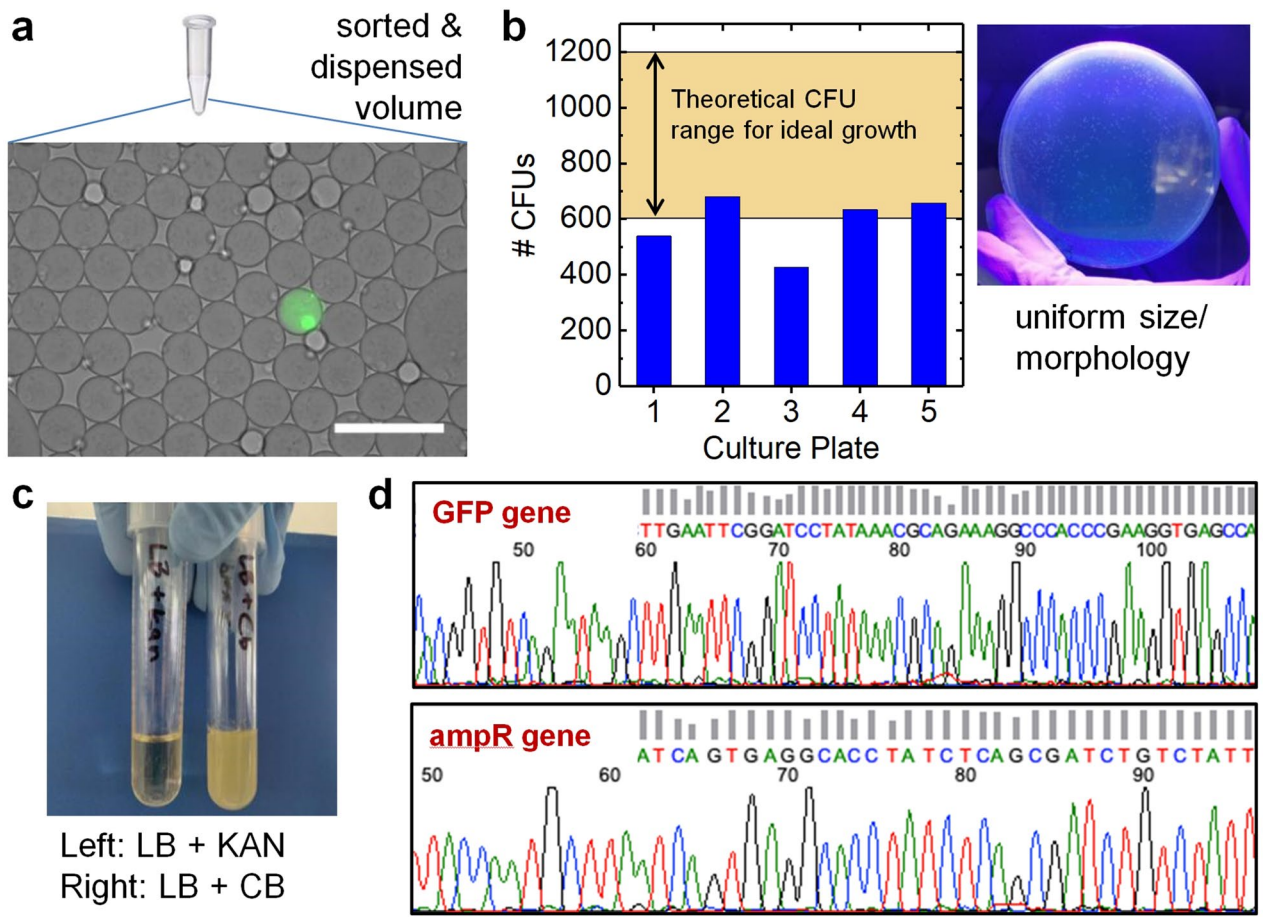 a
sorted &
dispensed
volume
b
1200
1000
800
600
400
200
0
# CFUs
Theoretical CFU
range for ideal growth
1 2 3 4 5
Culture Plate
uniform size/
morphology
c
LB + Kan
LB + Cb
Left: LB + KAN
Right: LB + CB
d
GFP gene
TTGAATTCGGATCCTATAAACGCAGAAAGGCCCACCCGAAGGTGAGCCA
50 60 70 80 90 100
ampR gene
ATCAGTGAGGCACCTATCTCAGCGATCTGTCTATT
50 60 70 80 90